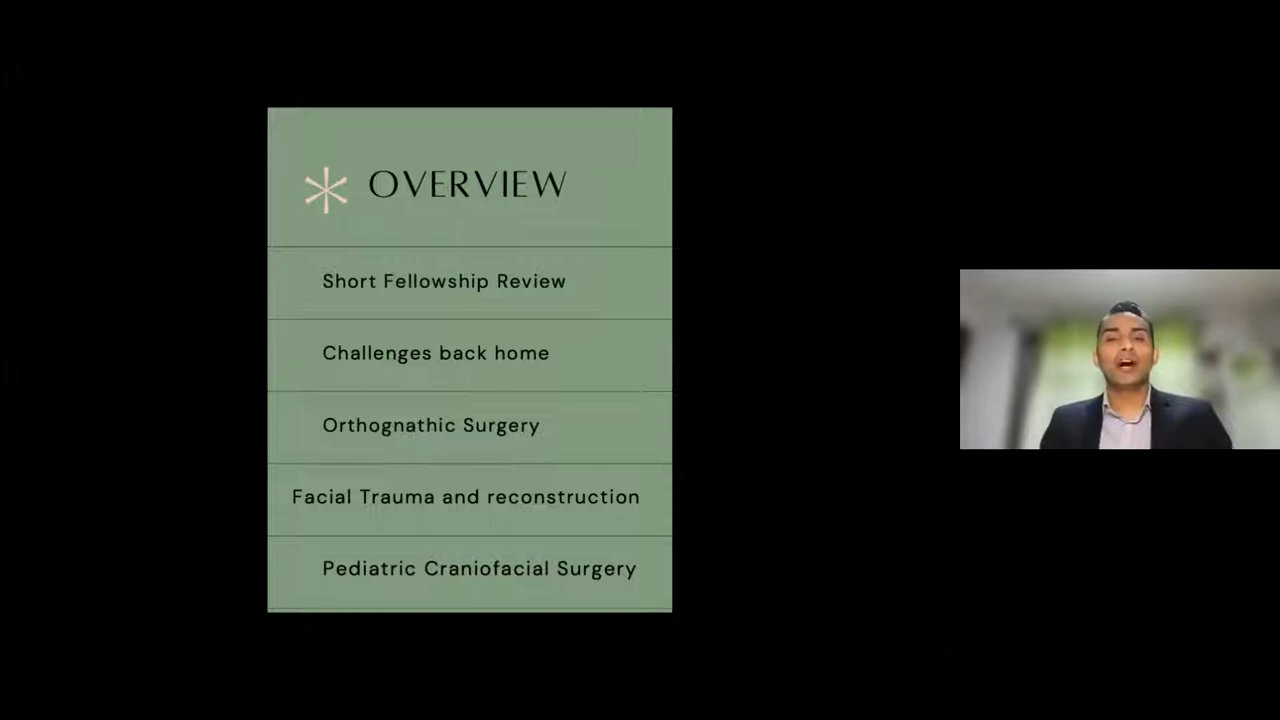 OVERVIEW
Short Fellowship Review
Challenges back home
Orthognathic Surgery
Facial Trauma and reconstruction
Pediatric Craniofacial Surgery